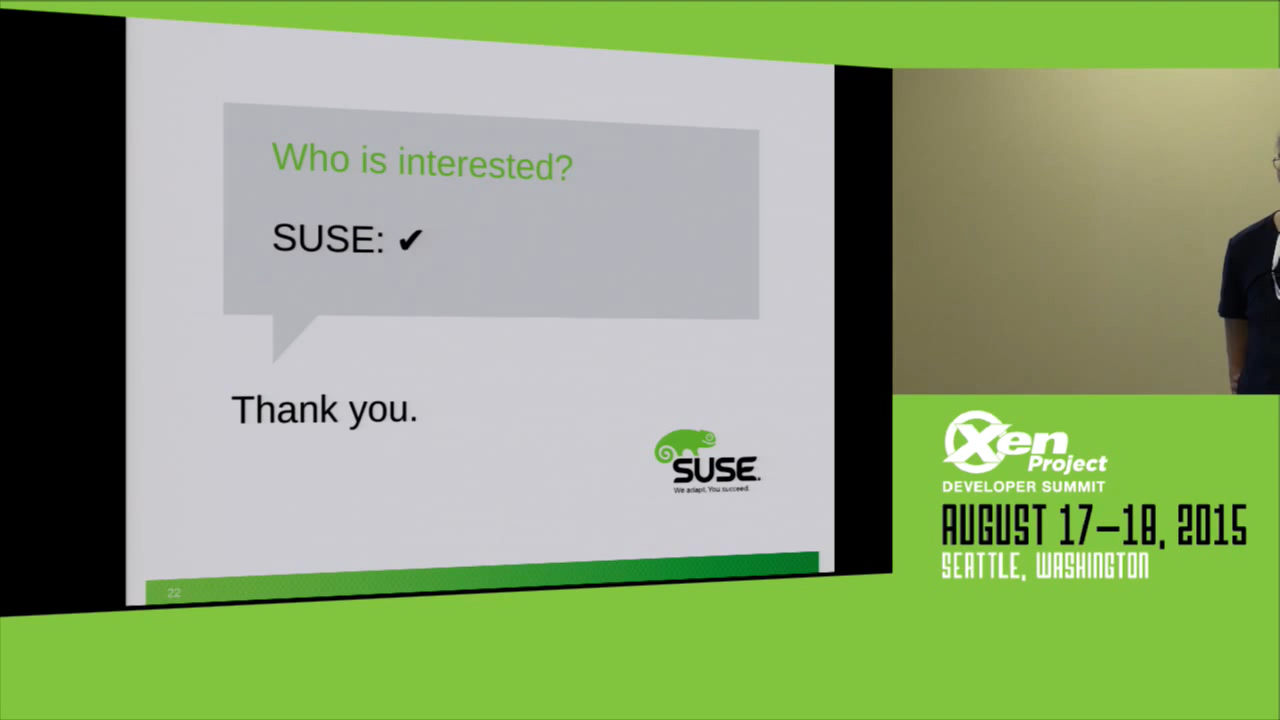 Who is interested?
SUSE: ✔
Thank you.
SUSE.
We adapt. You succeed.
22
Xen
Project
DEVELOPER SUMMIT
AUGUST 17–18, 2015
SEATTLE, WASHINGTON